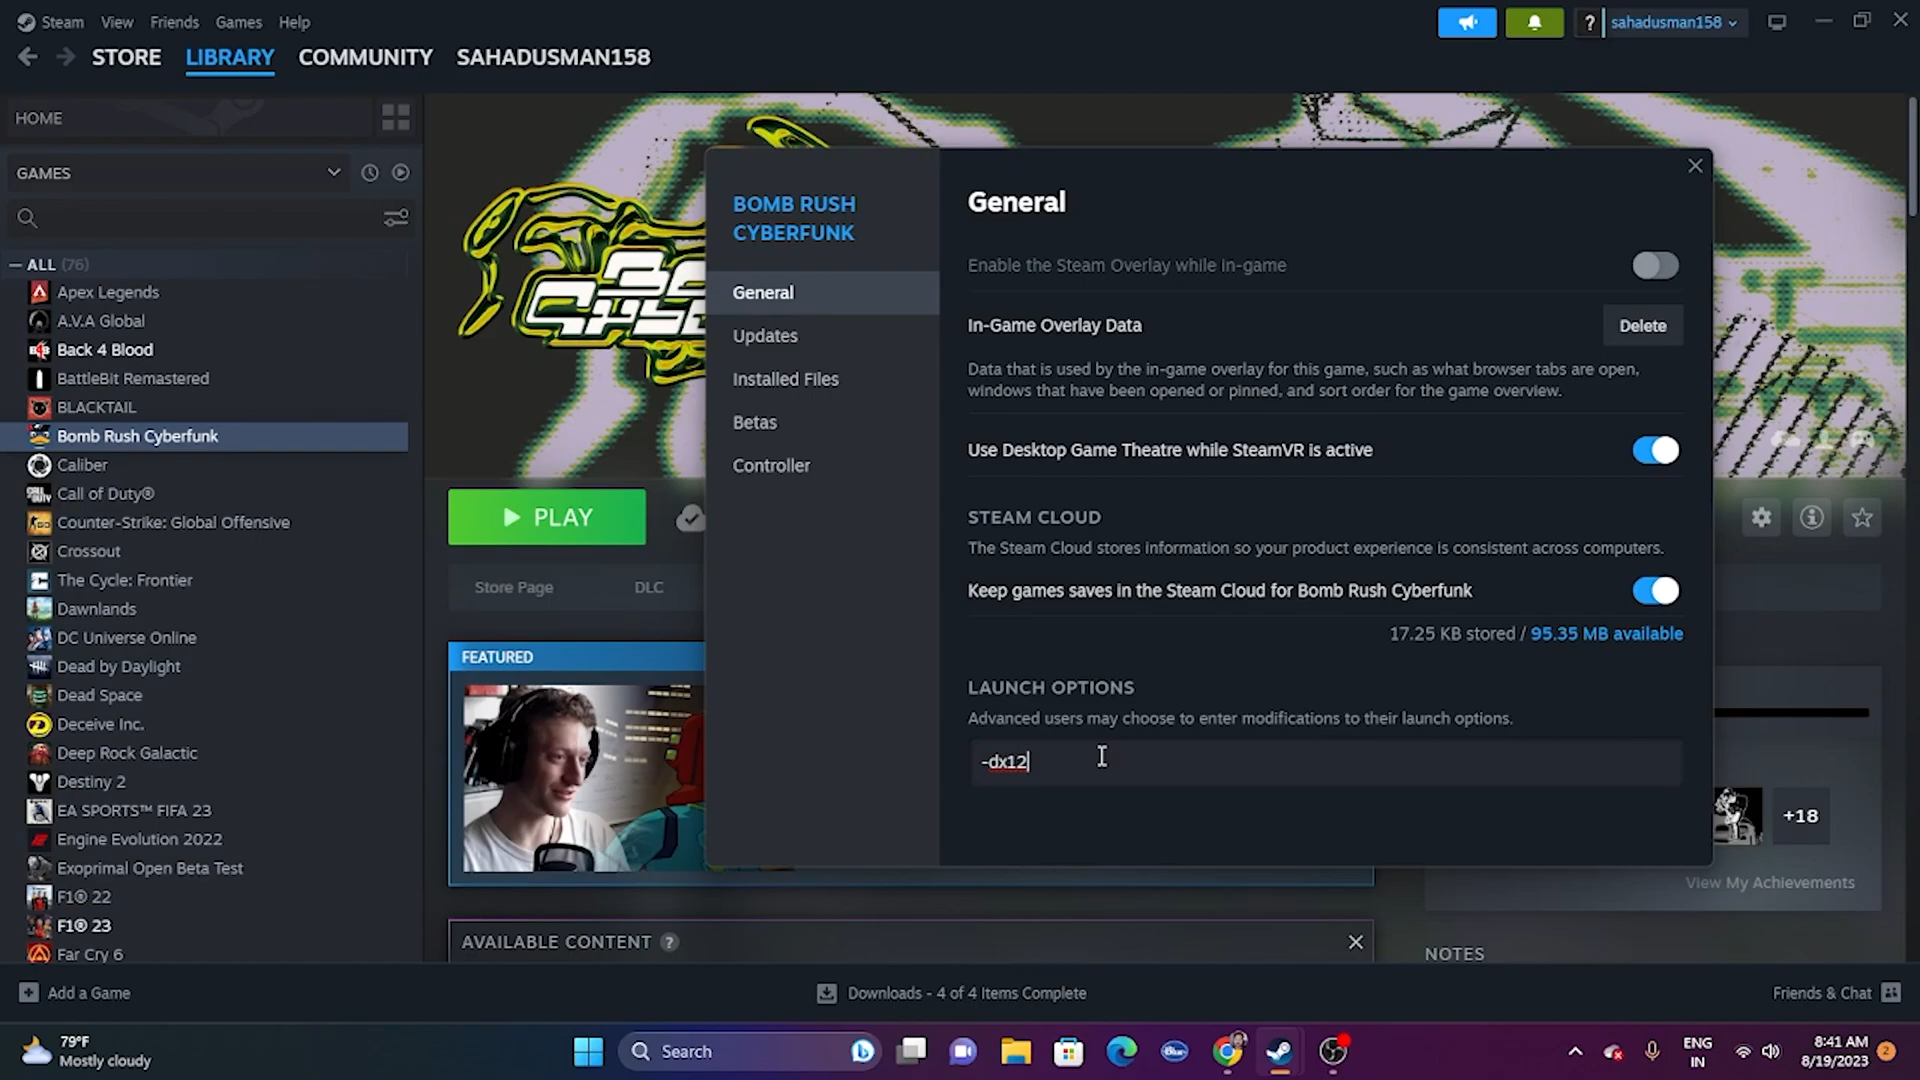 Steam View Friends Games Help
sahadusman158
STORE LIBRARY COMMUNITY SAHADUSMAN158
HOME
GAMES
ALL (76)
Apex Legends
A.V.A Global
Back 4 Blood
BattleBit Remastered
BLACKTAIL
Bomb Rush Cyberfunk
Caliber
Call of Duty®
Counter-Strike: Global Offensive
Crossout
The Cycle: Frontier
Dawnlands
DC Universe Online
Dead by Daylight
Dead Space
Deceive Inc.
Deep Rock Galactic
Destiny 2
EA SPORTS™ FIFA 23
Engine Evolution 2022
Exoprimal Open Beta Test
F1® 22
F1® 23
Far Cry 6
PLAY
Store Page DLC
FEATURED
AVAILABLE CONTENT ?
BOMB RUSH
CYBERFUNK
General
Updates
Installed Files
Betas
Controller
General
Enable the Steam Overlay while in-game
In-Game Overlay Data Delete
Data that is used by the in-game overlay for this game, such as what browser tabs are open,
windows that have been opened or pinned, and sort order for the game overview.
Use Desktop Game Theatre while SteamVR is active
STEAM CLOUD
The Steam Cloud stores information so your product experience is consistent across computers.
Keep games saves in the Steam Cloud for Bomb Rush Cyberfunk
17.25 KB stored / 95.35 MB available
LAUNCH OPTIONS
Advanced users may choose to enter modifications to their launch options.
-dx12
+18
View My Achievements
NOTES
Add a Game
Downloads - 4 of 4 Items Complete
Friends & Chat
79°F
Mostly cloudy
Search
ENG
IN
8:41 AM
8/19/2023
2